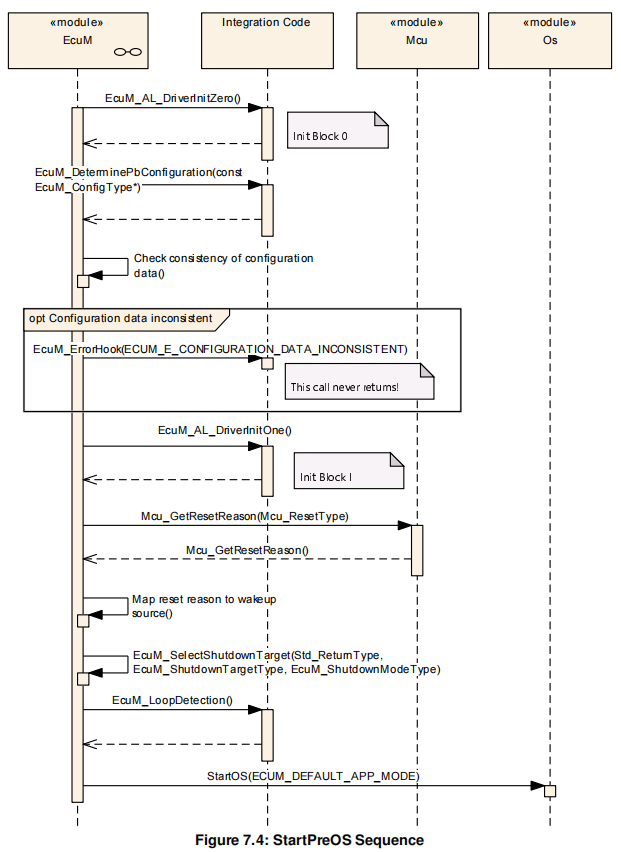 «module»
EcuM
Integration Code
«module»
Mcu
«module»
Os
EcuM_AL_DriverInitZero()
Init Block 0
EcuM_DeterminePbConfiguration(const
EcuM_ConfigType*)
Check consistency of configuration
data()
opt Configuration data inconsistent
EcuM_ErrorHook(ECUM_E_CONFIGURATION_DATA_INCONSISTENT)
This call never returns!
EcuM_AL_DriverInitOne()
Init Block I
Mcu_GetResetReason(Mcu_ResetType)
Mcu_GetResetReason()
Map reset reason to wakeup
source()
EcuM_SelectShutdownTarget(Std_ReturnType,
EcuM_ShutdownTargetType, EcuM_ShutdownModeType)
EcuM_LoopDetection()
StartOS(ECUM_DEFAULT_APP_MODE)
Figure 7.4: StartPreOS Sequence